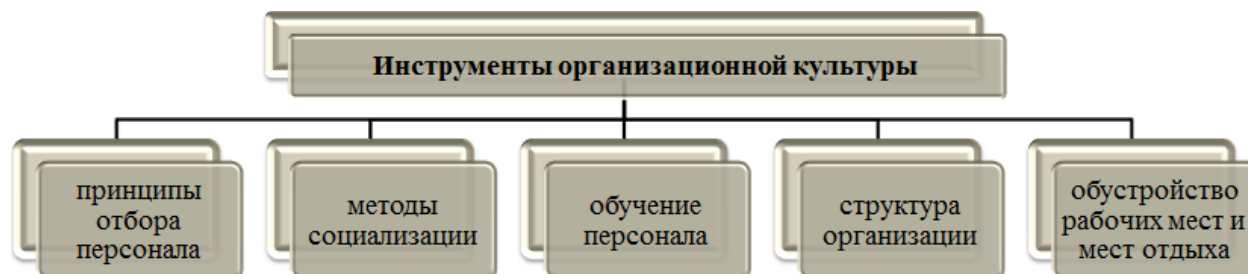 Инструменты организационной культуры
принципы
отбора
персонала
методы
социализации
обучение
персонала
структура
организации
обустройство
рабочих мест и
мест отдыха